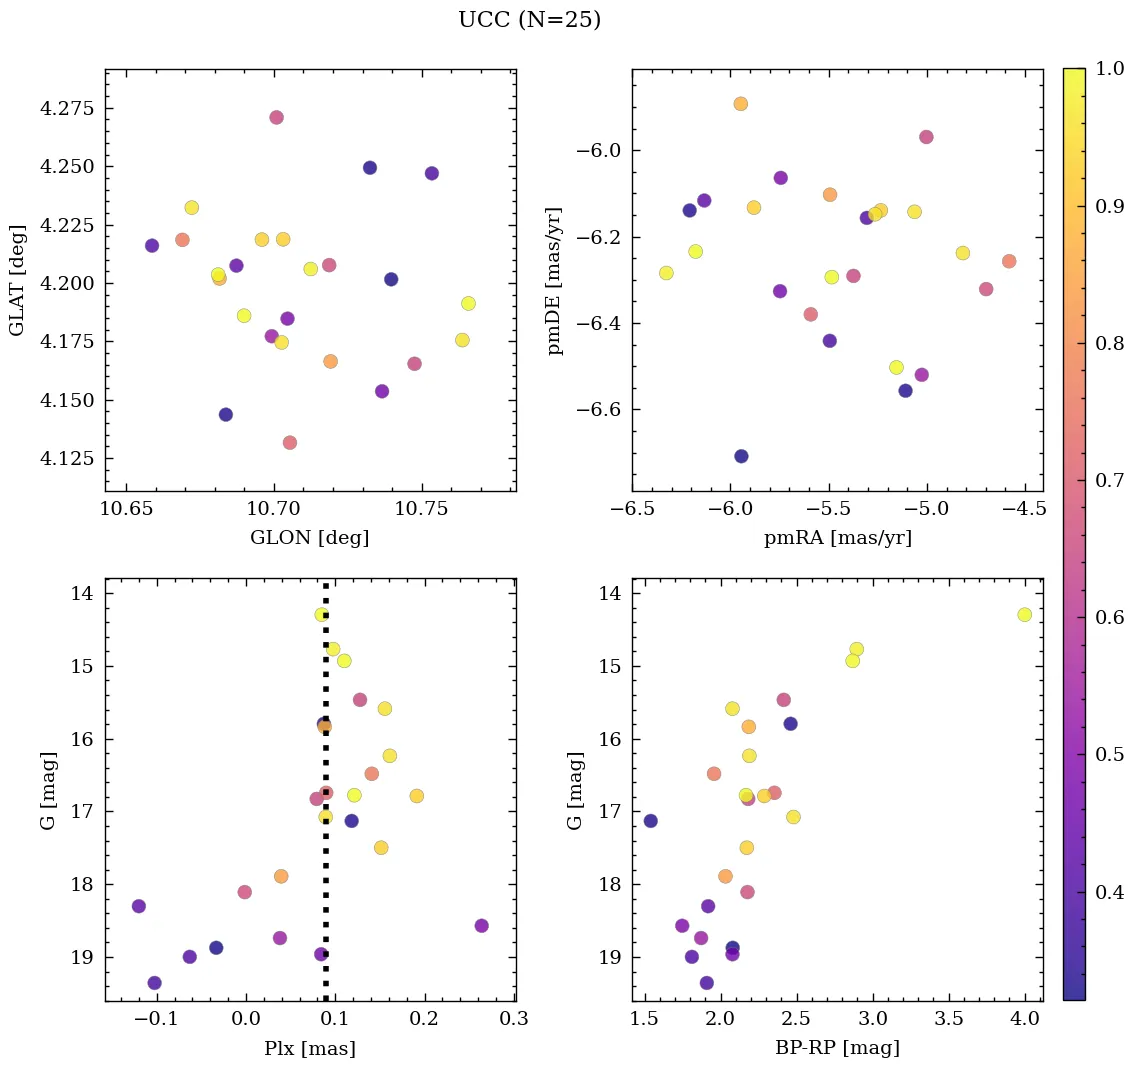 UCC (N=25)
4.275
4.250
4.225
4.200
4.175
4.150
4.125
GLAT [deg]
10.65 10.70 10.75
GLON [deg]
−6.0
−6.2
−6.4
−6.6
pmDE [mas/yr]
−6.5 −6.0 −5.5 −5.0 −4.5
pmRA [mas/yr]
14
15
16
17
18
19
G [mag]
−0.1 0.0 0.1 0.2 0.3
Plx [mas]
14
15
16
17
18
19
G [mag]
1.5 2.0 2.5 3.0 3.5 4.0
BP-RP [mag]
1.0
0.9
0.8
0.7
0.6
0.5
0.4